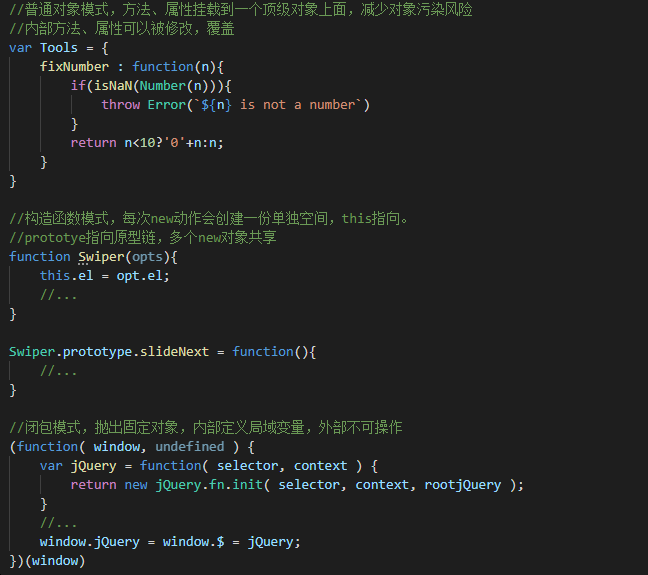 //普通对象模式，方法、属性挂载到一个顶级对象上面，减少对象污染风险
//内部方法、属性可以被修改，覆盖
var Tools = {
    fixNumber : function(n){
        if(isNaN(Number(n))){
            throw Error(`${n} is not a number`)
        }
        return n<10?'0'+n:n;
    }
}

//构造函数模式，每次new动作会创建一份单独空间，this指向。
//prototye指向原型链，多个new对象共享
function Swiper(opts){
    this.el = opt.el;
    //...
}

Swiper.prototype.slideNext = function(){
    //...
}

//闭包模式，抛出固定对象，内部定义局域变量，外部不可操作
(function( window, undefined ) {
    var jQuery = function( selector, context ) {
        return new jQuery.fn.init( selector, context, rootjQuery );
    }
    //...
    window.jQuery = window.$ = jQuery;
})(window)